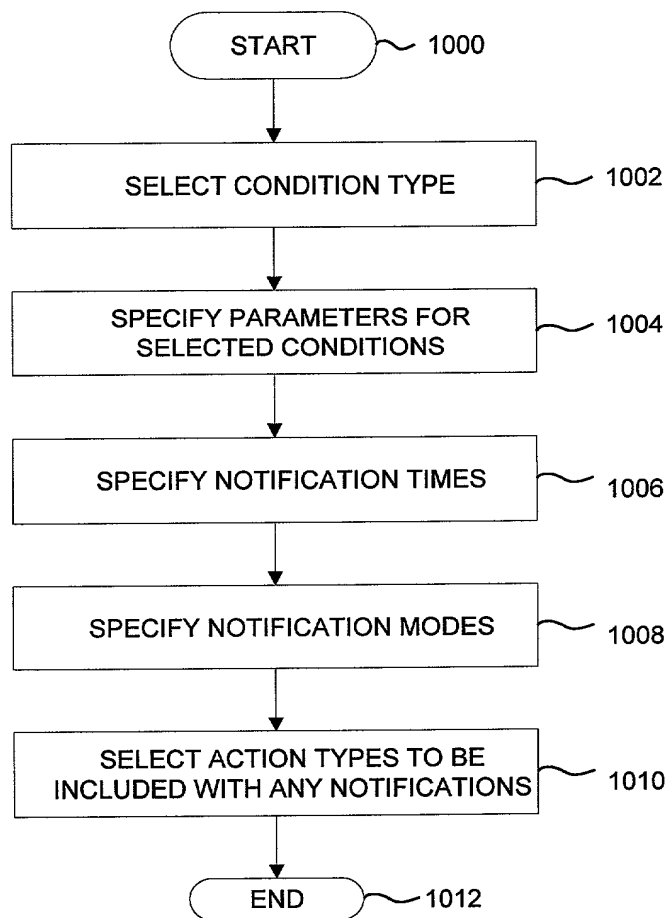 START
1000
SELECT CONDITION TYPE
1002
SPECIFY PARAMETERS FOR
SELECTED CONDITIONS
1004
SPECIFY NOTIFICATION TIMES
1006
SPECIFY NOTIFICATION MODES
1008
SELECT ACTION TYPES TO BE
INCLUDED WITH ANY NOTIFICATIONS
1010
END
1012